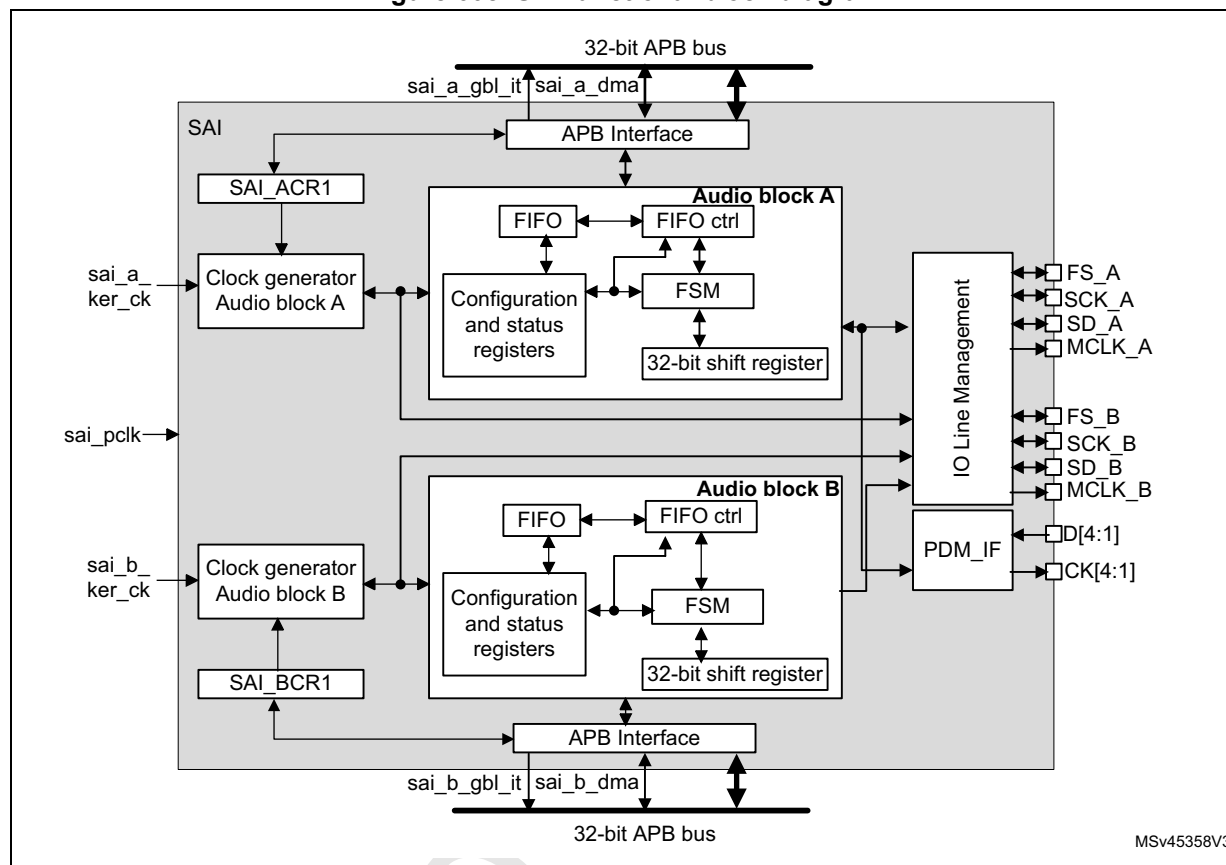 32-bit APB bus
sai_a_gbl_it sai_a_dma
SAI
APB Interface
SAI_ACR1
Audio block A
FIFO
FIFO ctrl
sai_a_
ker_ck
Clock generator
Audio block A
Configuration
and status
registers
FSM
32-bit shift register
IO Line Management
FS_A
SCK_A
SD_A
MCLK_A
sai_pclk
FS_B
SCK_B
SD_B
MCLK_B
Audio block B
FIFO
FIFO ctrl
sai_b_
ker_ck
Clock generator
Audio block B
Configuration
and status
registers
FSM
32-bit shift register
PDM_IF
D[4:1]
CK[4:1]
SAI_BCR1
APB Interface
sai_b_gbl_it sai_b_dma
32-bit APB bus
MSv45358V3